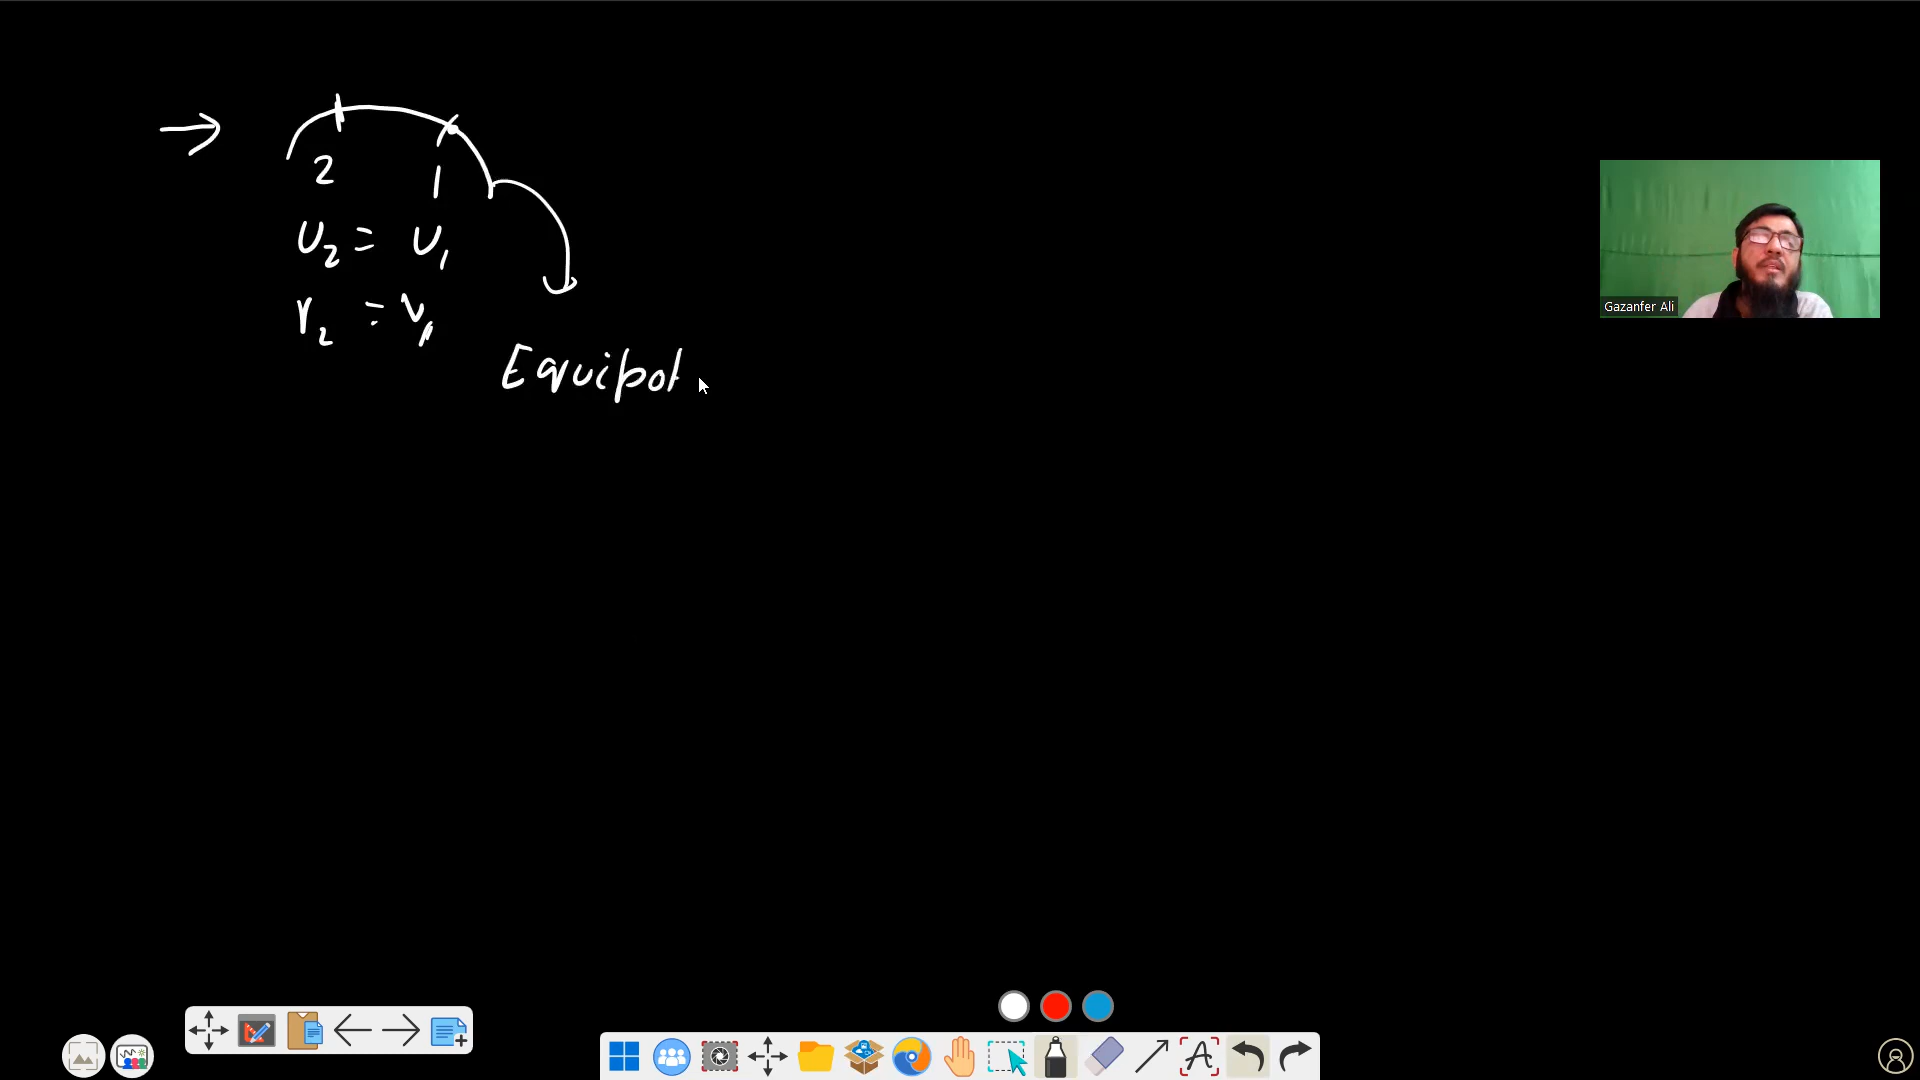 →
2 1
U₂ = U₁
V₂ = V₁
Equipot
Gazanfer Ali